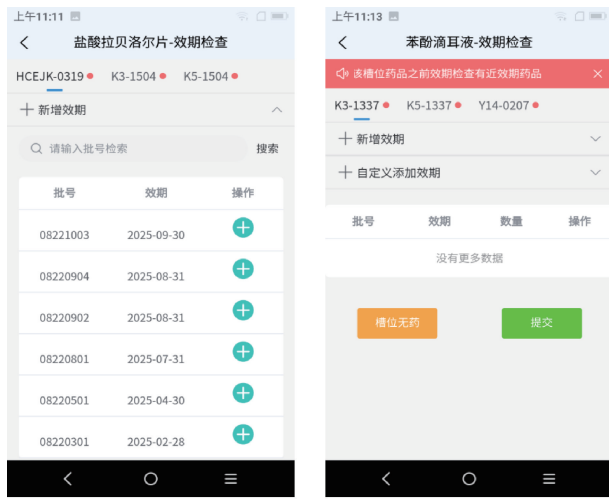 上午11:11
盐酸拉贝洛尔片-效期检查
HCEJK-0319 K3-1504 K5-1504
新增效期
请输入批号检索 搜索
批号 效期 操作
08221003 2025-09-30
08220904 2025-08-31
08220902 2025-08-31
08220801 2025-07-31
08220501 2025-04-30
08220301 2025-02-28
上午11:13
苯酚滴耳液-效期检查
该槽位药品之前效期检查有近效期药品
K3-1337 K5-1337 Y14-0207
新增效期
自定义添加效期
批号 效期 数量 操作
没有更多数据
槽位无药 提交